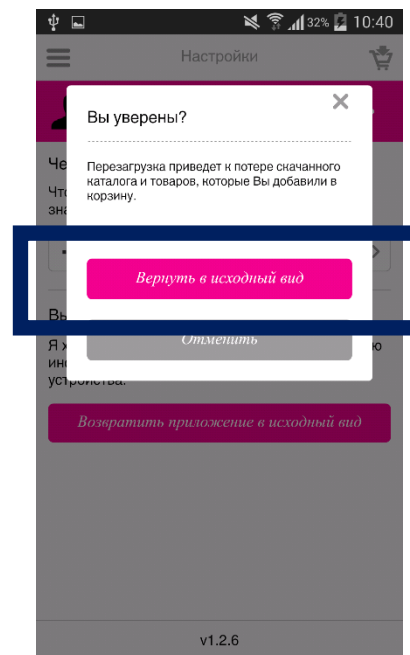 32% 10:40
Настройки
Вы уверены?
Перезагрузка приведет к потере скачанного
каталога и товаров, которые Вы добавили в
корзину.
Вернуть в исходный вид
Отменить
устройства.
Возвратить приложение в исходный вид
v1.2.6